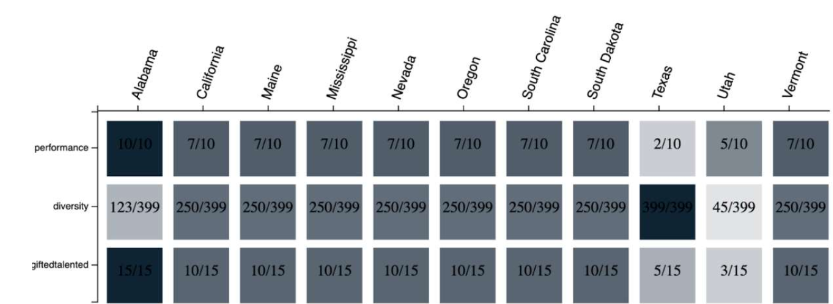 Alabama California Maine Mississippi Nevada Oregon South Carolina South Dakota Texas Utah Vermont
performance 10/10 7/10 7/10 7/10 7/10 7/10 7/10 7/10 2/10 5/10 7/10
diversity 123/399 250/399 250/399 250/399 250/399 250/399 250/399 250/399 399/399 45/399 250/399
giftedtalented 15/15 10/15 10/15 10/15 10/15 10/15 10/15 10/15 5/15 3/15 10/15